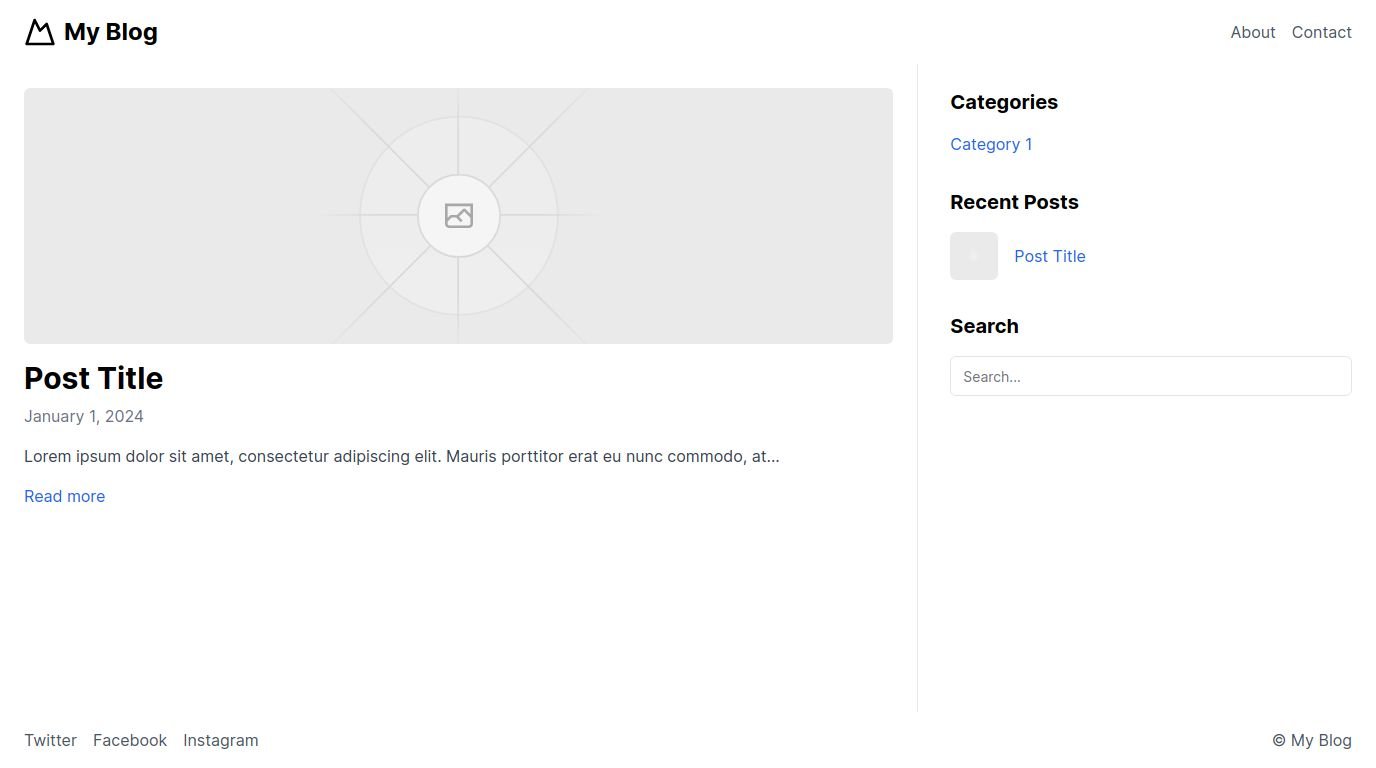 My Blog
About
Contact
Post Title
January 1, 2024
Lorem ipsum dolor sit amet, consectetur adipiscing elit. Mauris porttitor erat eu nunc commodo, at...
Read more
Categories
Category 1
Recent Posts
Post Title
Search
Search...
Twitter
Facebook
Instagram
© My Blog